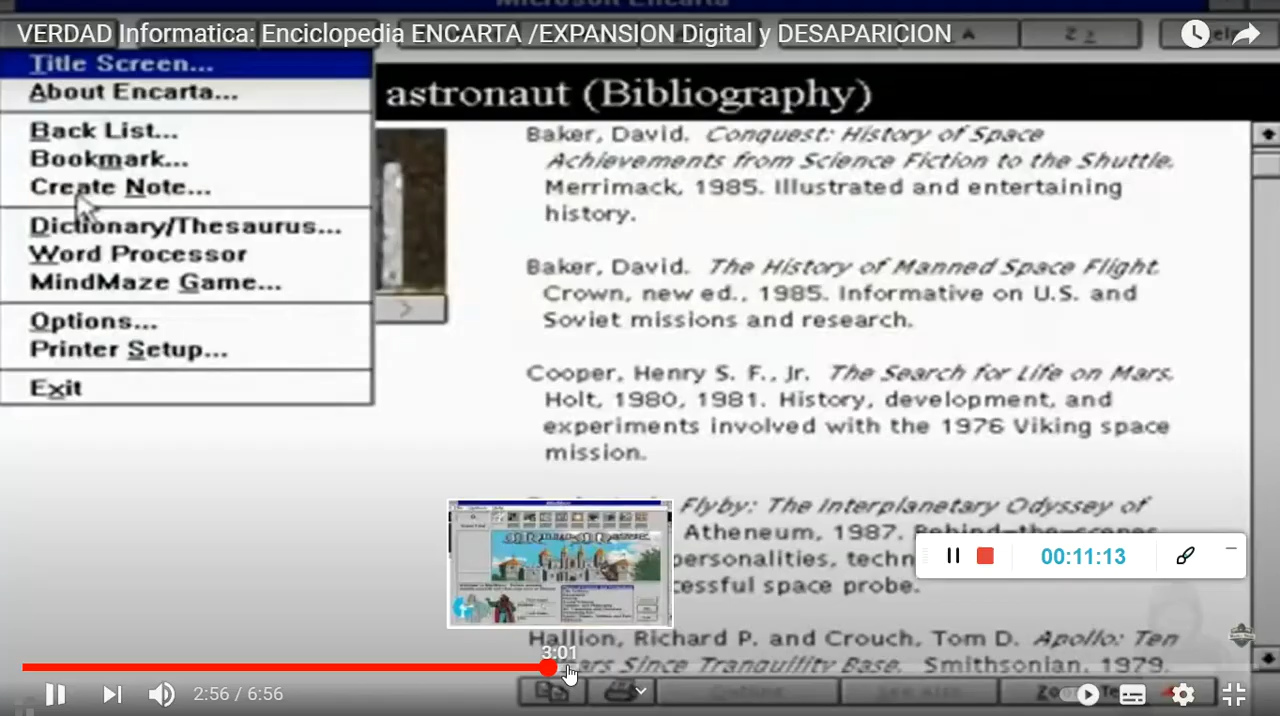 Microsoft Encarta
VERDAD Informatica: Enciclopedia ENCARTA /EXPANSION Digital y DESAPARICION
Title Screen...
About Encarta...
Back List...
Bookmark...
Create Note...
Dictionary/Thesaurus...
Word Processor
MindMaze Game...
Options...
Printer Setup...
Exit
astronaut (Bibliography)
Baker, David. Conquest: History of Space
Achievements from Science Fiction to the Shuttle.
Merrimack, 1985. Illustrated and entertaining
history.
Baker, David. The History of Manned Space Flight.
Crown, new ed., 1985. Informative on U.S. and
Soviet missions and research.
Cooper, Henry S. F., Jr. The Search for Life on Mars.
Holt, 1980, 1981. History, development, and
experiments involved with the 1976 Viking space
mission.
Flyby: The Interplanetary Odyssey of
Atheneum, 1987. Behind-the-scenes
personalities, techn
cessful space probe.
Hallion, Richard P. and Crouch, Tom D. Apollo: Ten
ars Since Tranquility Base. Smithsonian, 1979.
00:11:13
3:01
2:56 / 6:56